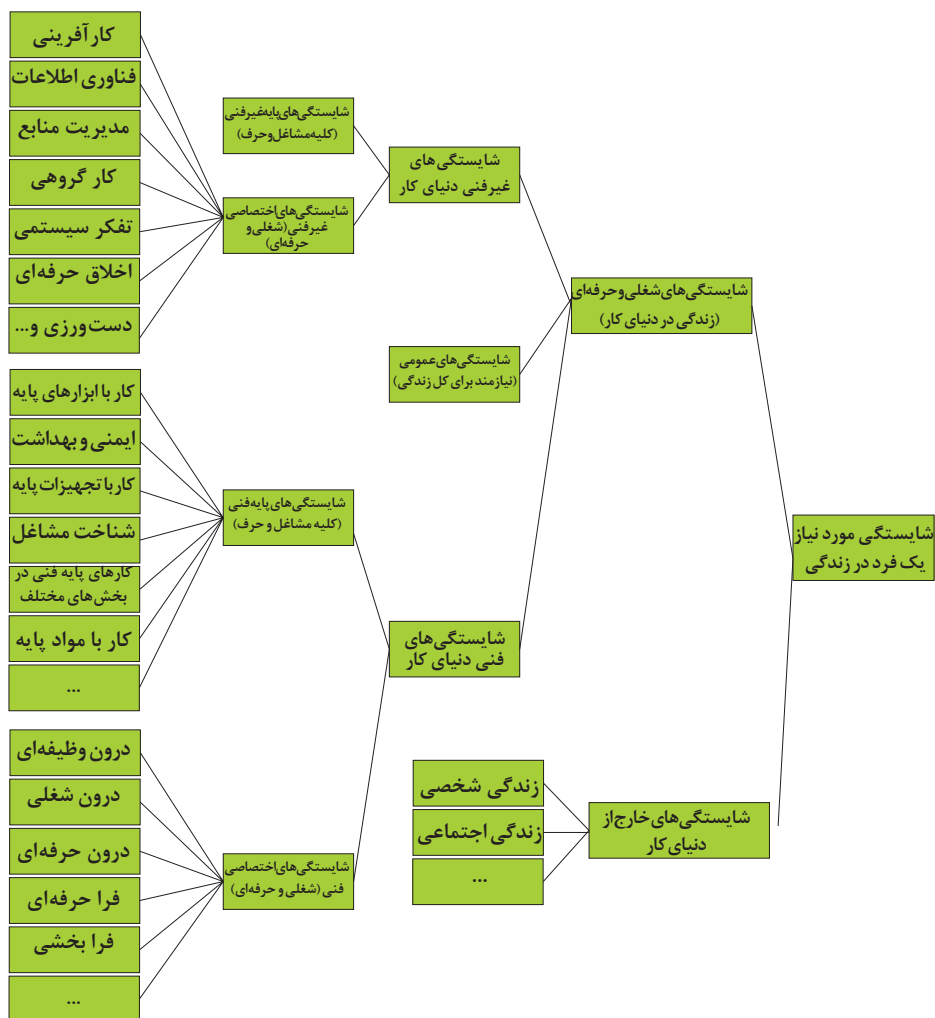 شایستگی مورد نیاز
یک فرد در زندگی
شایستگی‌های شغلی و حرفه‌ای
(زندگی در دنیای کار)
شایستگی‌های خارج از
دنیای کار
شایستگی‌های
غیرفنی دنیای کار
شایستگی‌های عمومی
(نیازمند برای کل زندگی)
شایستگی‌های
فنی دنیای کار
زندگی شخصی
زندگی اجتماعی
...
شایستگی‌های پایه غیرفنی
(کلیه مشاغل و حرف)
شایستگی‌های اختصاصی
غیرفنی (شغلی و
حرفه‌ای)
شایستگی‌های پایه فنی
(کلیه مشاغل و حرف)
شایستگی‌های اختصاصی
فنی (شغلی و حرفه‌ای)
کارآفرینی
فناوری اطلاعات
مدیریت منابع
کار گروهی
تفکر سیستمی
اخلاق حرفه‌ای
دست‌ورزی و...
کار با ابزارهای پایه
ایمنی و بهداشت
کار با تجهیزات پایه
شناخت مشاغل
کارهای پایه فنی در
بخش‌های مختلف
کار با مواد پایه
...
درون وظیفه‌ای
درون شغلی
درون حرفه‌ای
فرا حرفه‌ای
فرا بخشی
...